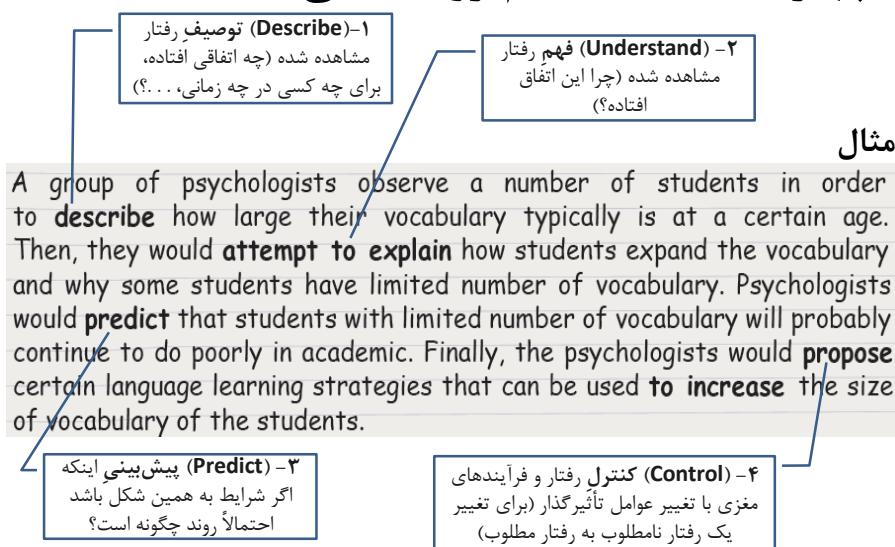 ۱-(Describe) توصیفِ رفتار
مشاهده شده (چه اتفاقی افتاده،
برای چه کسی در چه زمانی، . . .؟)
۲- (Understand) فهمِ رفتار
مشاهده شده (چرا این اتفاق
افتاده؟)
مثال
A group of psychologists observe a number of students in order
to describe how large their vocabulary typically is at a certain age.
Then, they would attempt to explain how students expand the vocabulary
and why some students have limited number of vocabulary. Psychologists
would predict that students with limited number of vocabulary will probably
continue to do poorly in academic. Finally, the psychologists would propose
certain language learning strategies that can be used to increase the size
of vocabulary of the students.
۳- (Predict) پیش‌بینیِ اینکه
اگر شرایط به همین شکل باشد
احتمالاً روند چگونه است؟
۴- (Control) کنترلِ رفتار و فرآیندهای
مغزی با تغییر عوامل تأثیرگذار (برای تغییر
یک رفتار نامطلوب به رفتار مطلوب)